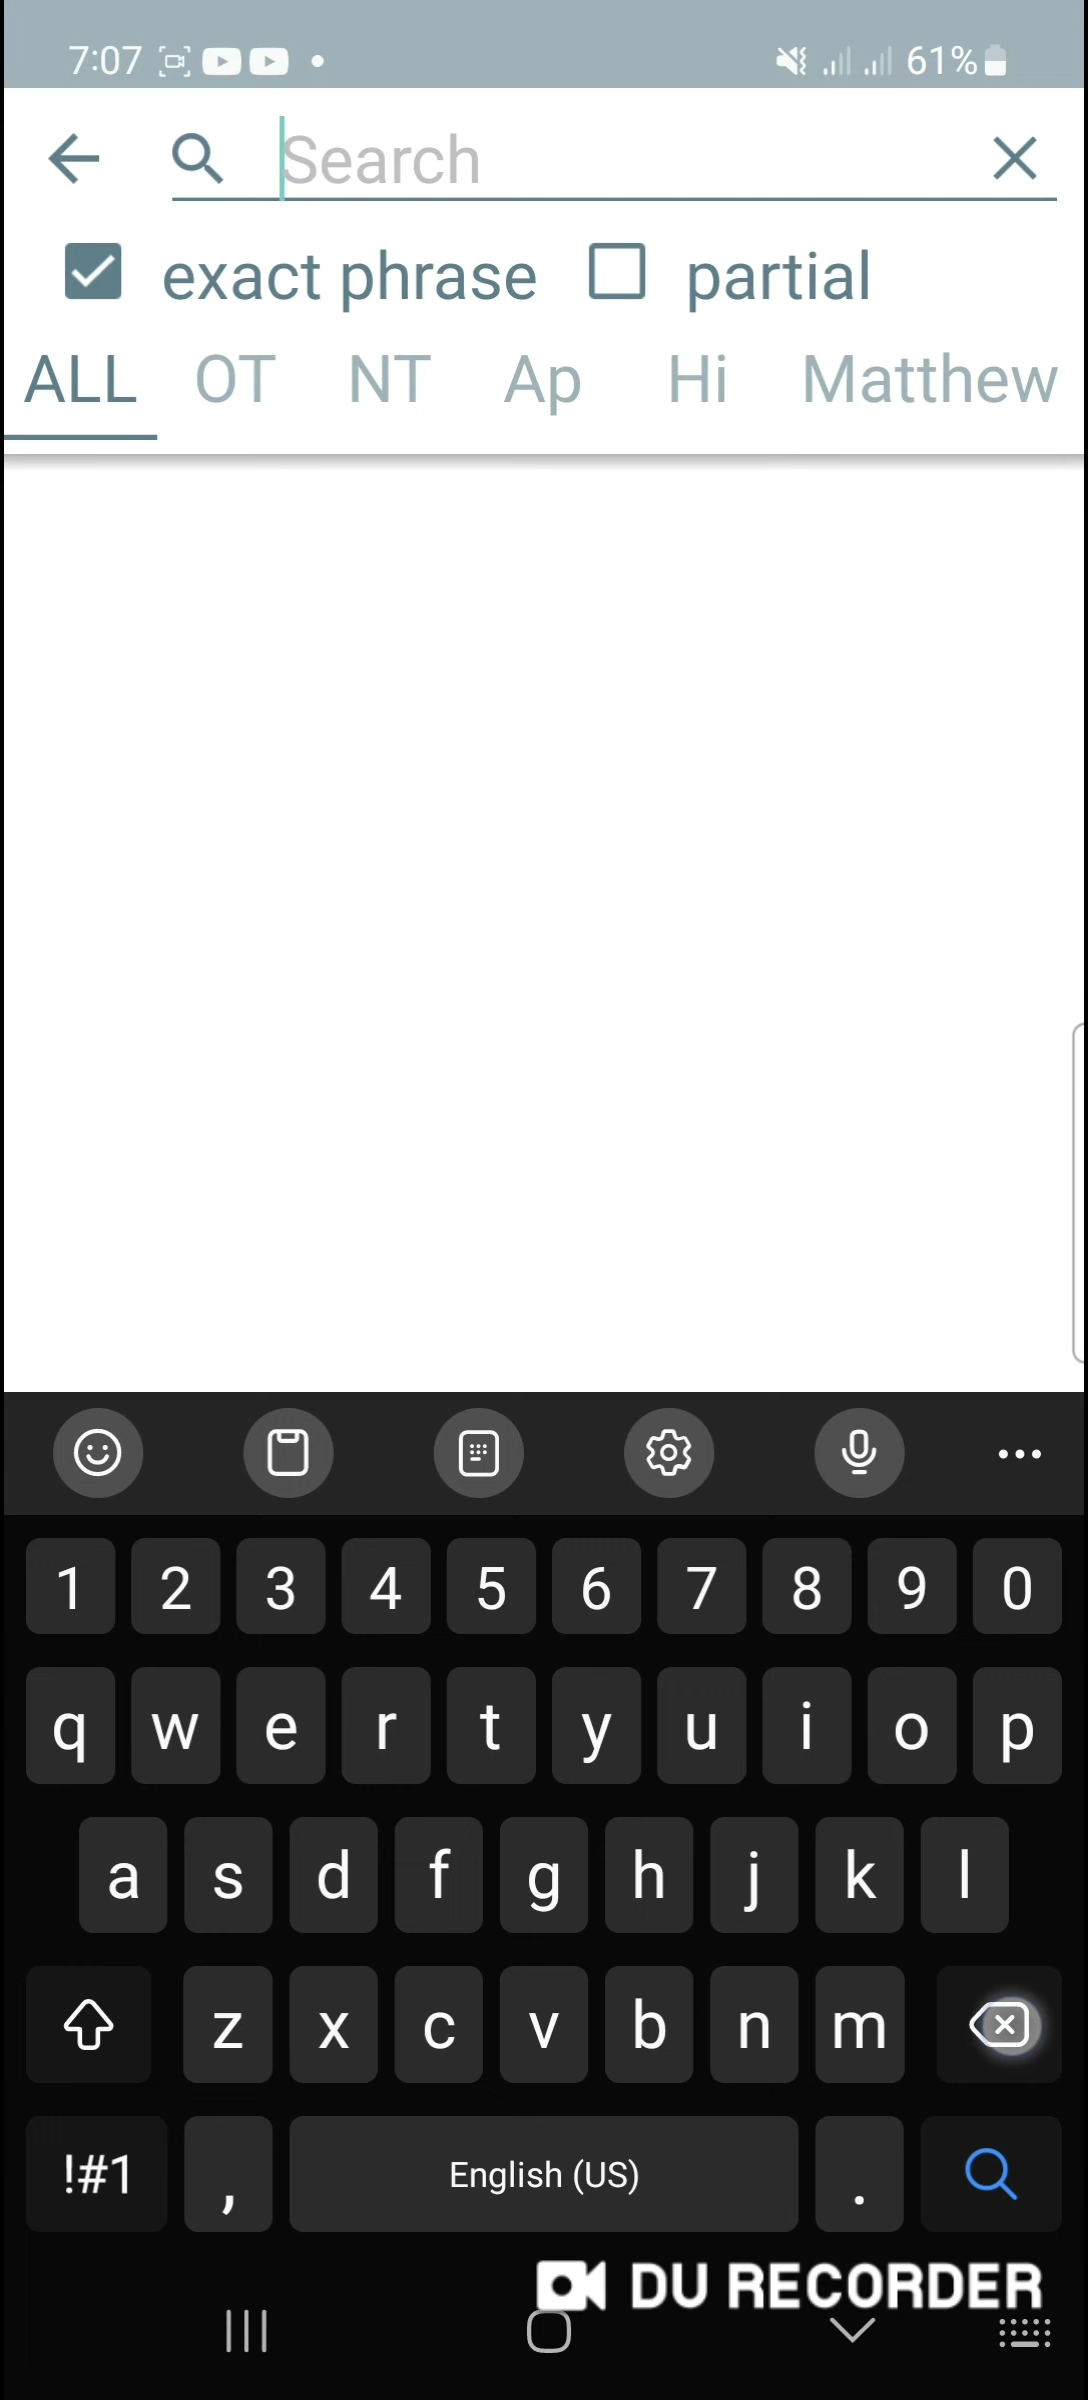 7:07 61%
Search
exact phrase partial
ALL OT NT Ap Hi Matthew
1 2 3 4 5 6 7 8 9 0
q w e r t y u i o p
a s d f g h j k l
z x c v b n m
!#1 , English (US) .
DU RECORDER